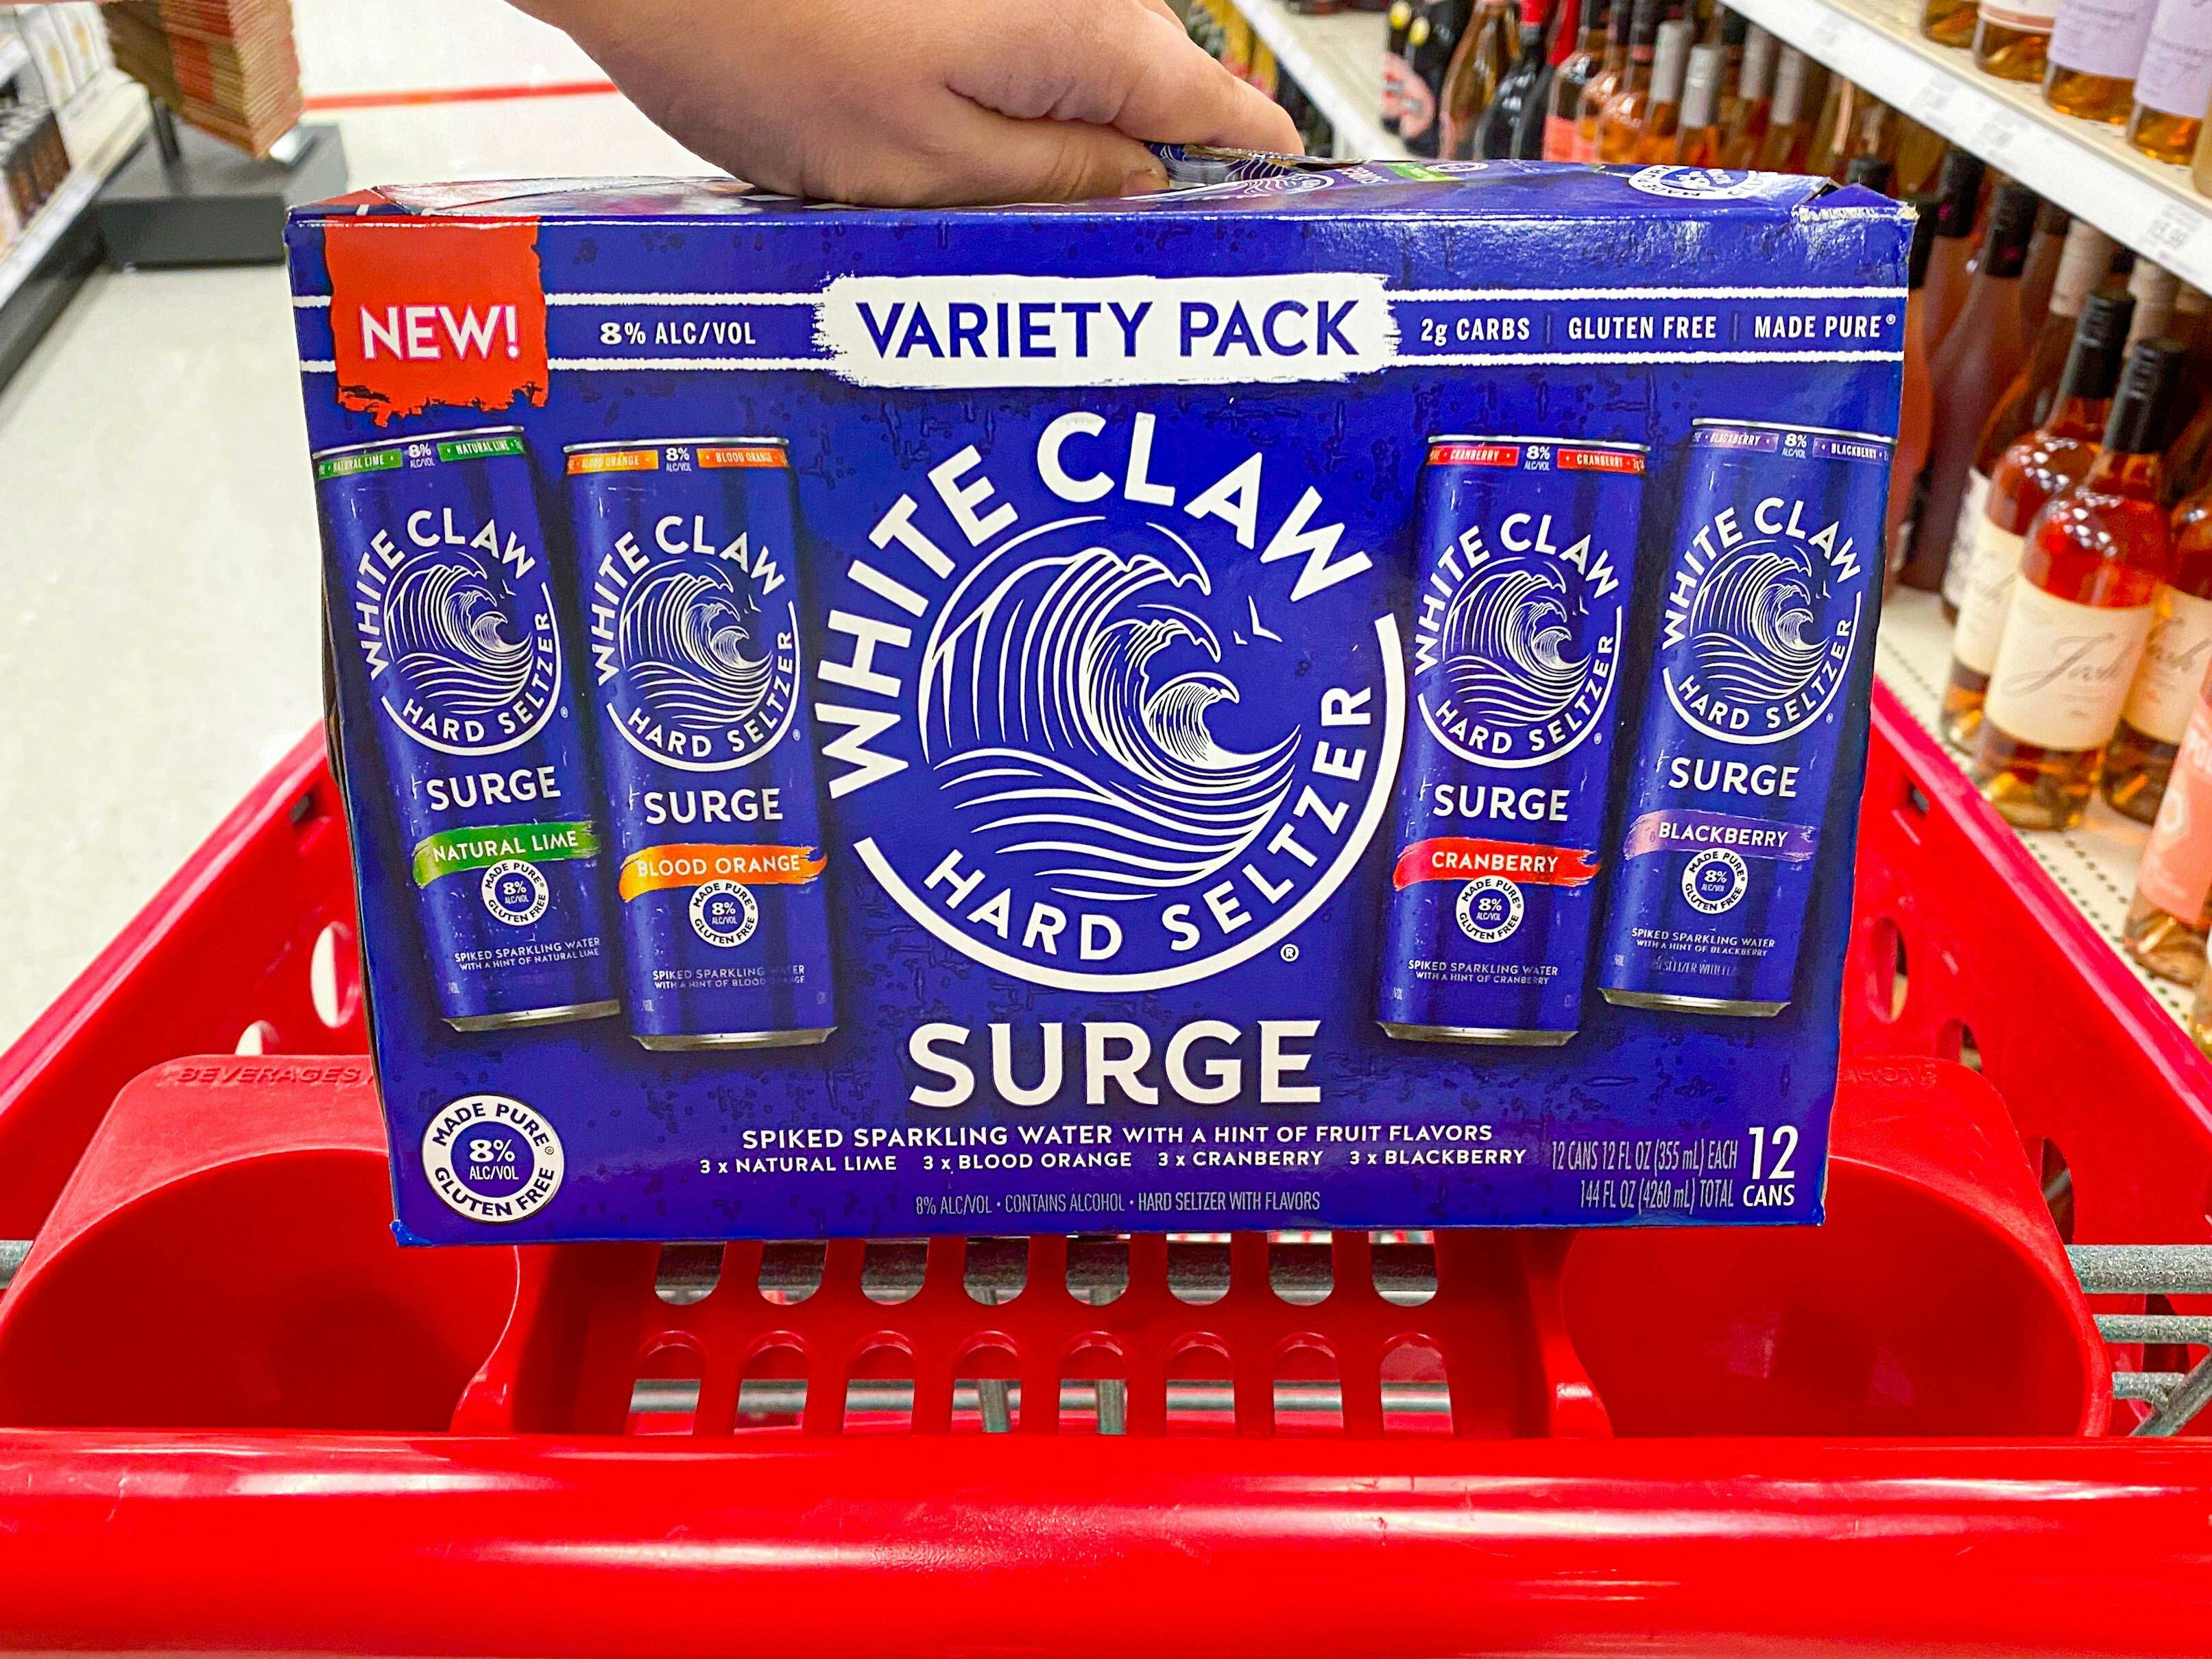 NEW!
8% ALC/VOL
VARIETY PACK
2g CARBS | GLUTEN FREE | MADE PURE®
NATURAL LIME • 8% ALC/VOL • NATURAL LIME
BLOOD ORANGE • 8% ALC/VOL • BLOOD ORANGE
CRANBERRY • 8% ALC/VOL • CRANBERRY
BLACKBERRY • 8% ALC/VOL • BLACKBERRY
WHITE CLAW
HARD SELTZER®
SURGE
NATURAL LIME
MADE PURE®
8%
ALC/VOL
GLUTEN FREE
SPIKED SPARKLING WATER
WITH A HINT OF NATURAL LIME
WHITE CLAW
HARD SELTZER®
SURGE
BLOOD ORANGE
MADE PURE®
8%
ALC/VOL
GLUTEN FREE
SPIKED SPARKLING WATER
WITH A HINT OF BLOOD
WHITE CLAW
HARD SELTZER®
SURGE
WHITE CLAW
HARD SELTZER®
SURGE
CRANBERRY
MADE PURE®
8%
ALC/VOL
GLUTEN FREE
SPIKED SPARKLING WATER
WITH A HINT OF CRANBERRY
WHITE CLAW
HARD SELTZER®
SURGE
BLACKBERRY
MADE PURE®
8%
ALC/VOL
GLUTEN FREE
SPIKED SPARKLING WATER
WITH A HINT OF BLACKBERRY
MADE PURE®
8%
ALC/VOL
GLUTEN FREE
SPIKED SPARKLING WATER WITH A HINT OF FRUIT FLAVORS
3 x NATURAL LIME 3 x BLOOD ORANGE 3 x CRANBERRY 3 x BLACKBERRY
8% ALC/VOL • CONTAINS ALCOHOL • HARD SELTZER WITH FLAVORS
12 CANS 12 FL OZ (355 mL) EACH
144 FL OZ (4260 mL) TOTAL
12
CANS
BEVERAGES
Josh